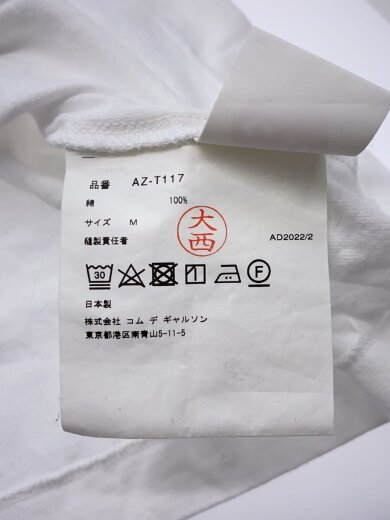 品番 AZ-T117
綿 100%
サイズ M
縫製責任者 大西 AD2022/2
30 F
日本製
株式会社 コム デ ギャルソン
東京都港区南青山5-11-5